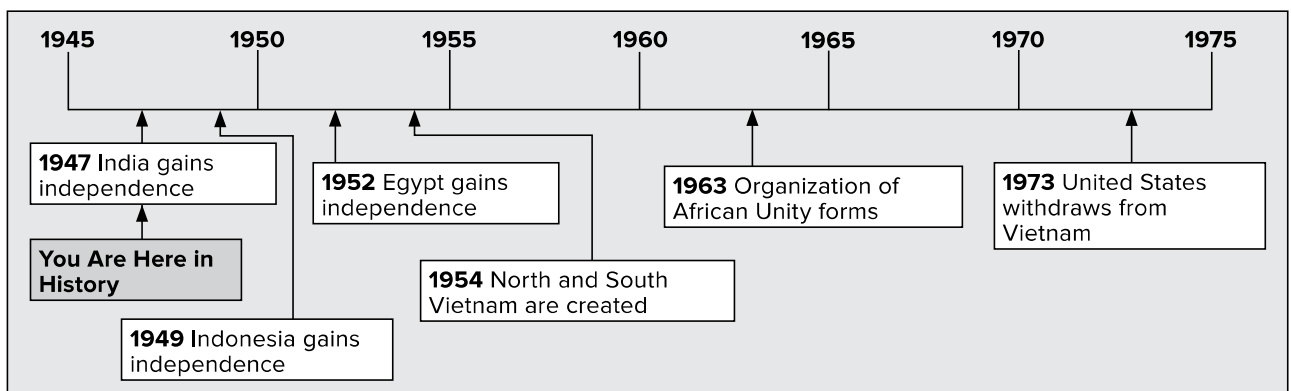 1945 1950 1955 1960 1965 1970 1975
1947 India gains
independence
You Are Here in
History
1949 Indonesia gains
independence
1952 Egypt gains
independence
1954 North and South
Vietnam are created
1963 Organization of
African Unity forms
1973 United States
withdraws from
Vietnam